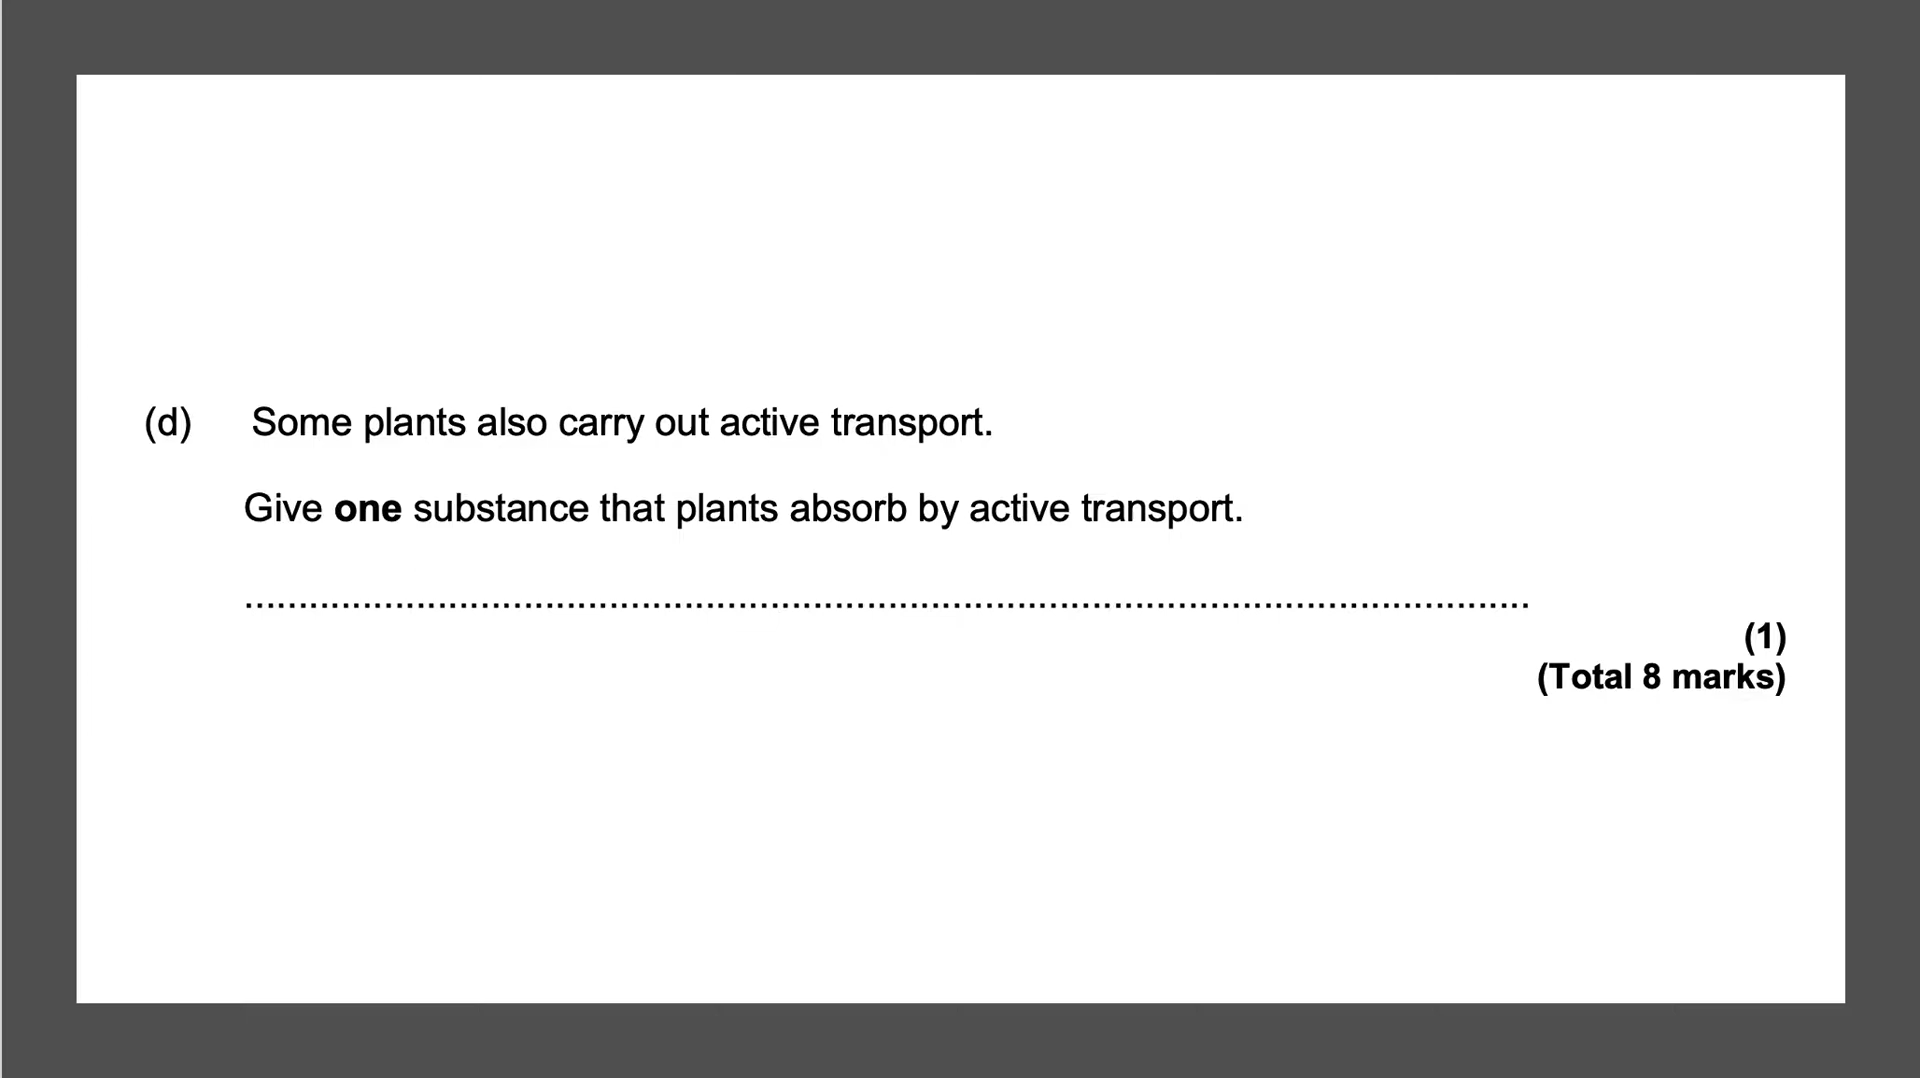 (d) Some plants also carry out active transport.
Give one substance that plants absorb by active transport.
........................................................................................................................
(1)
(Total 8 marks)